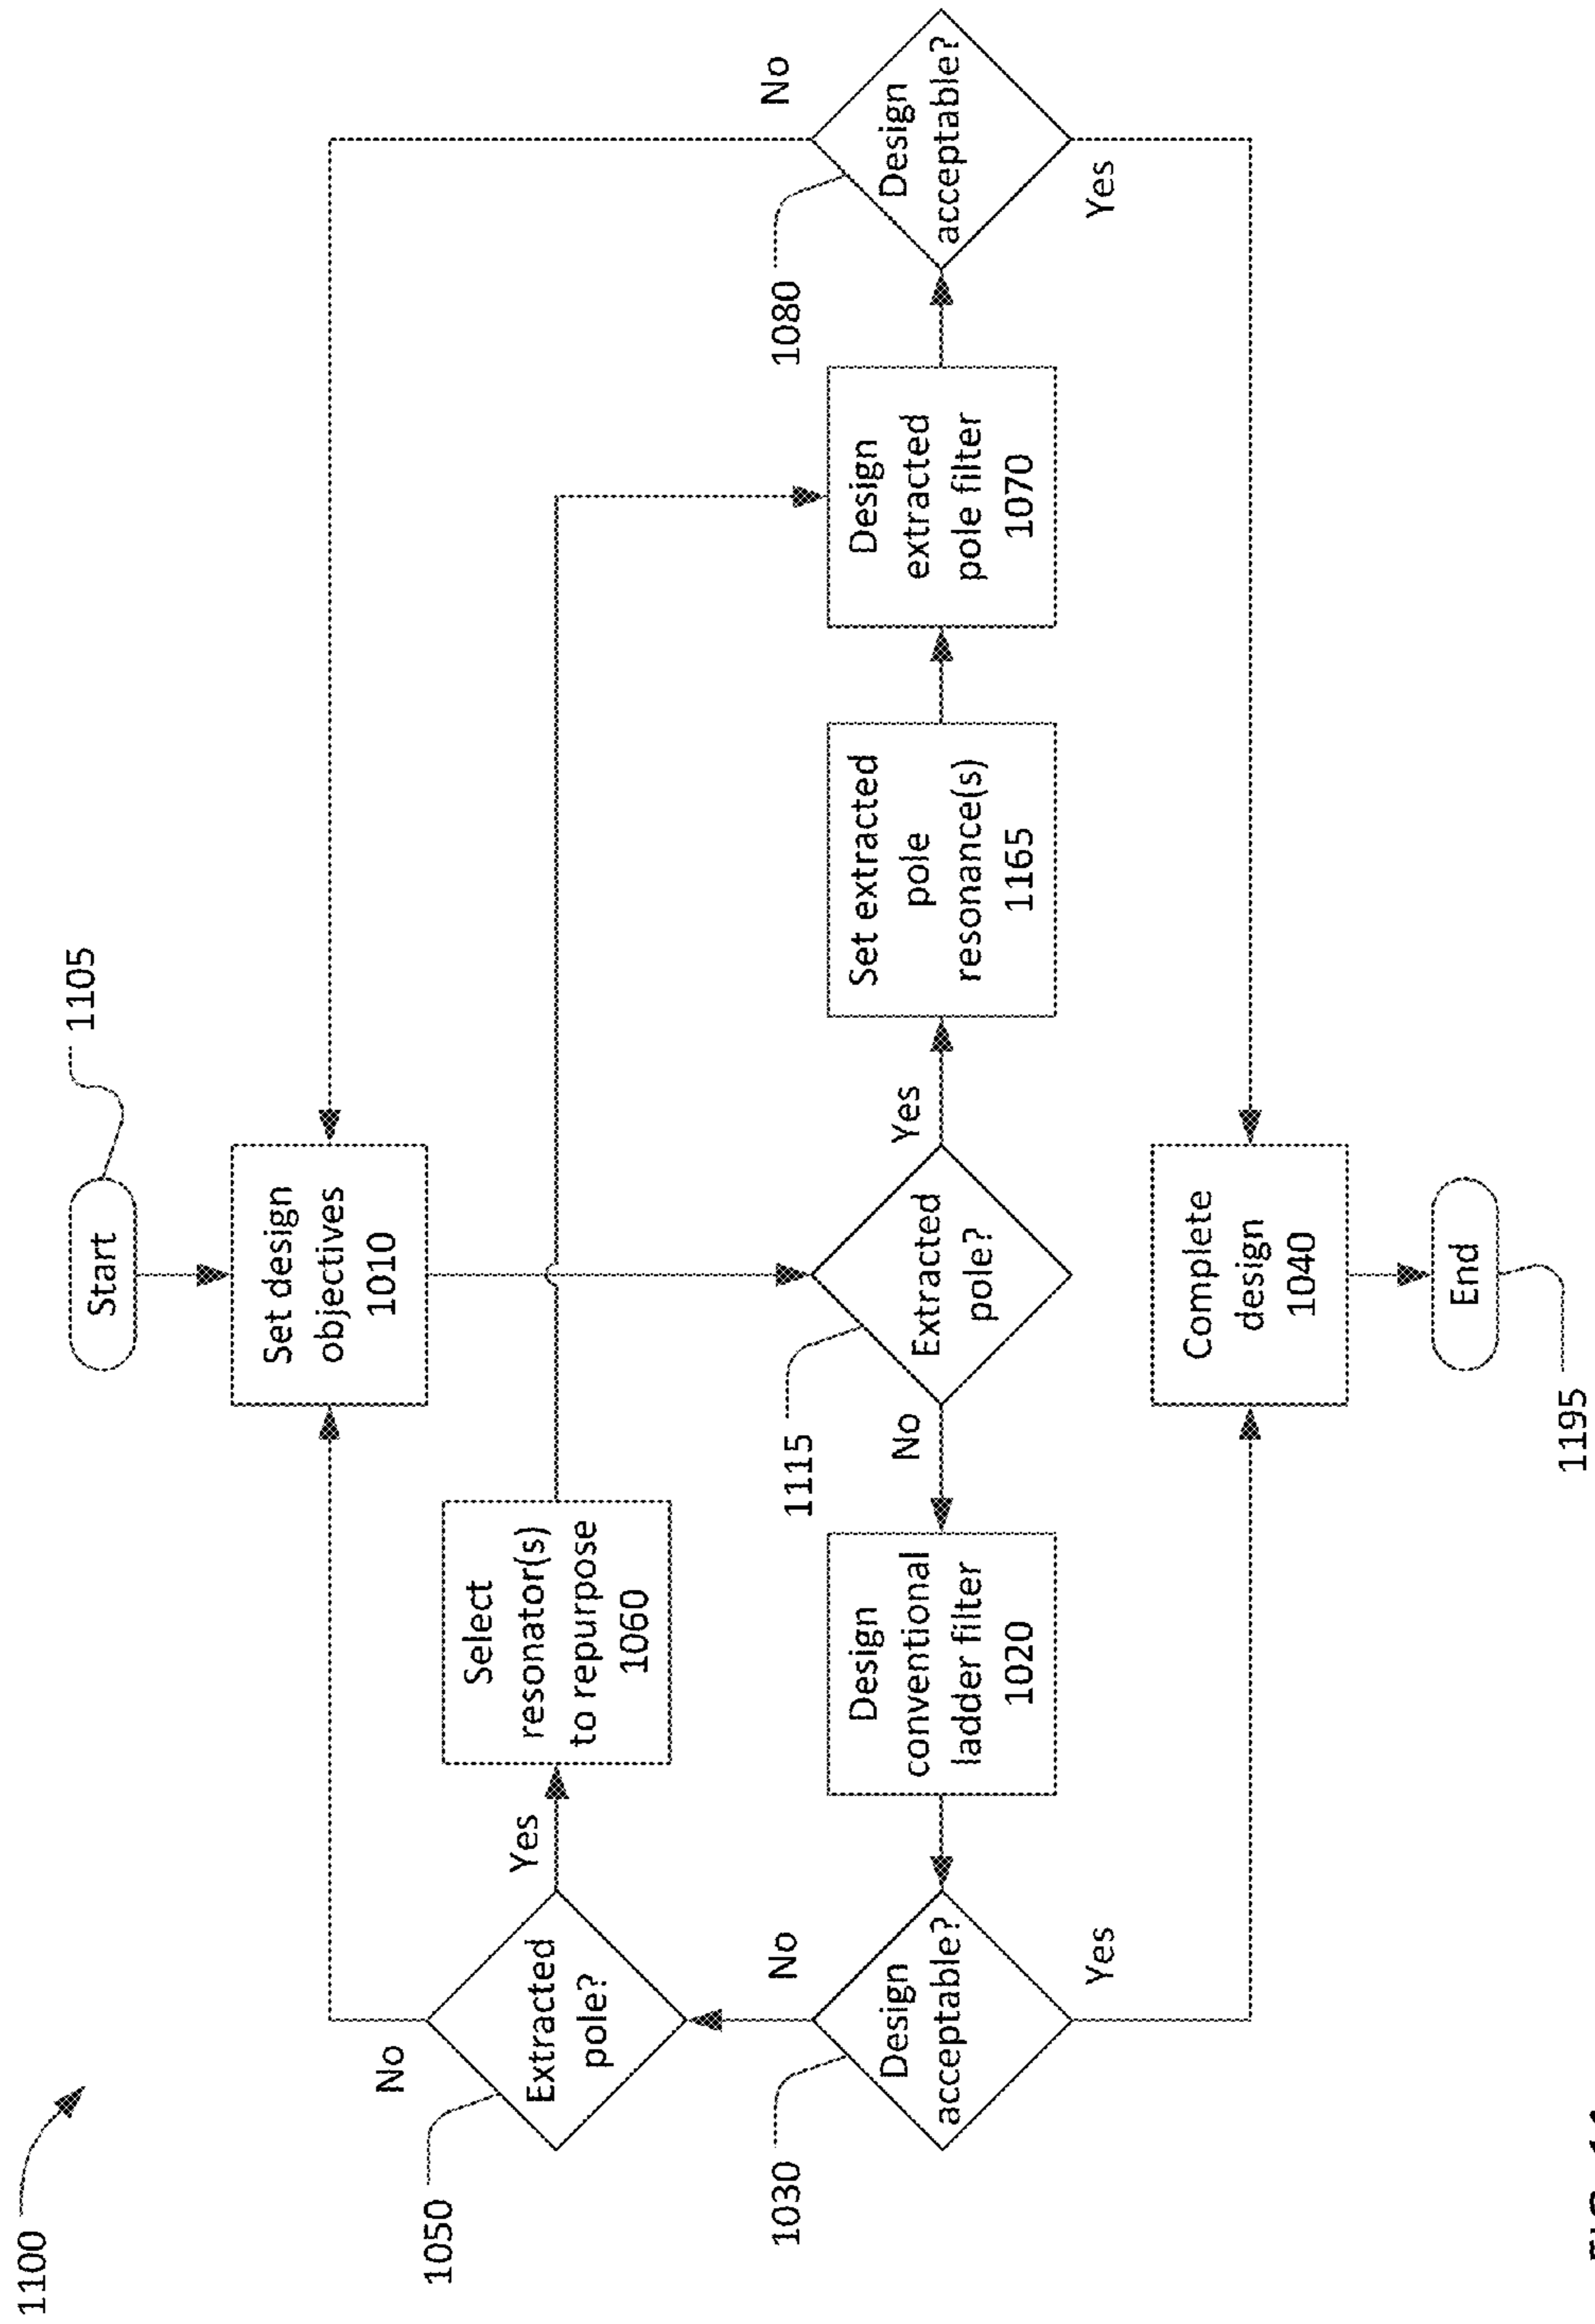 1100
1105
Start
Set design
objectives
1010
No
1050
Extracted
pole?
Yes
Select
resonator(s)
to repurpose
1060
No
1030
Design
acceptable?
Yes
Design
conventional
ladder filter
1020
No
1115
Extracted
pole?
Yes
Set extracted
pole
resonance(s)
1165
Design
extracted
pole filter
1070
1080
No
Design
acceptable?
Yes
Complete
design
1040
End
1195